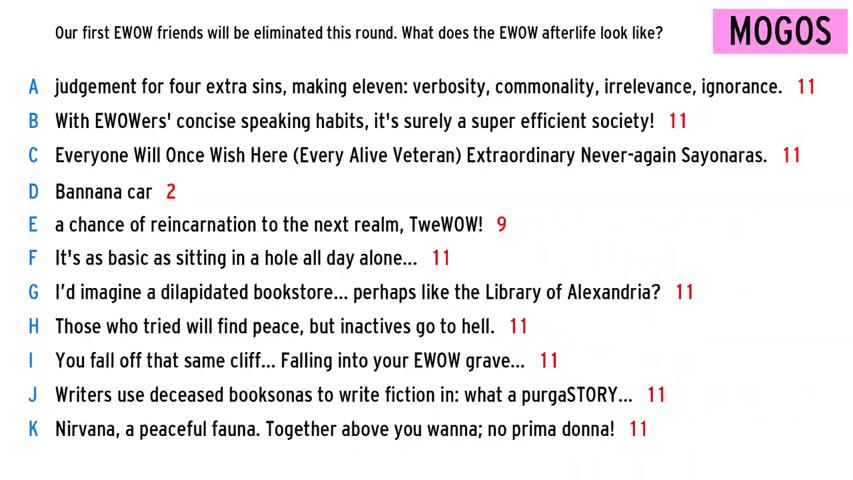 Our first EWOW friends will be eliminated this round. What does the EWOW afterlife look like?
MOGOS
A judgement for four extra sins, making eleven: verbosity, commonality, irrelevance, ignorance. 11
B With EWOWers' concise speaking habits, it's surely a super efficient society! 11
C Everyone Will Once Wish Here (Every Alive Veteran) Extraordinary Never-again Sayonaras. 11
D Bannana car 2
E a chance of reincarnation to the next realm, TweWOW! 9
F It's as basic as sitting in a hole all day alone... 11
G I'd imagine a dilapidated bookstore... perhaps like the Library of Alexandria? 11
H Those who tried will find peace, but inactives go to hell. 11
I You fall off that same cliff... Falling into your EWOW grave... 11
J Writers use deceased booksonas to write fiction in: what a purgaSTORY... 11
K Nirvana, a peaceful fauna. Together above you wanna; no prima donna! 11